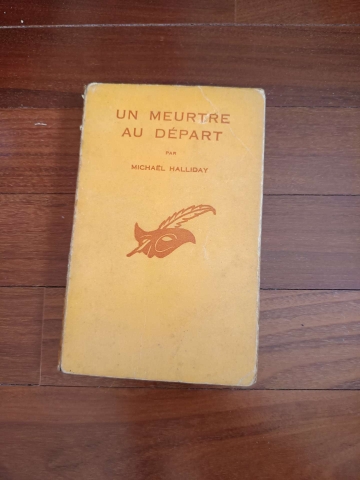 UN MEURTRE
AU DÉPART
PAR
MICHAËL HALLIDAY